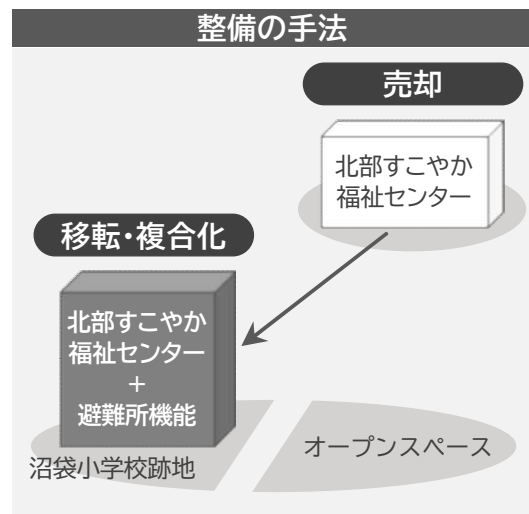 整備の手法
売却
北部すこやか
福祉センター
移転・複合化
北部すこやか
福祉センター
+
避難所機能
オープンスペース
沼袋小学校跡地